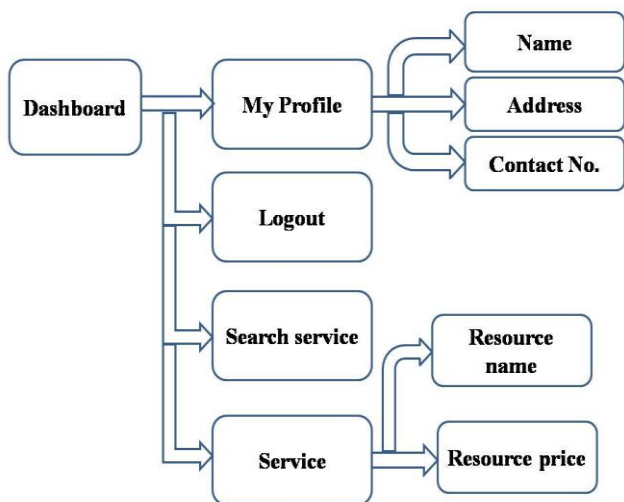 Dashboard
My Profile
Name
Address
Contact No.
Logout
Search service
Service
Resource
name
Resource price